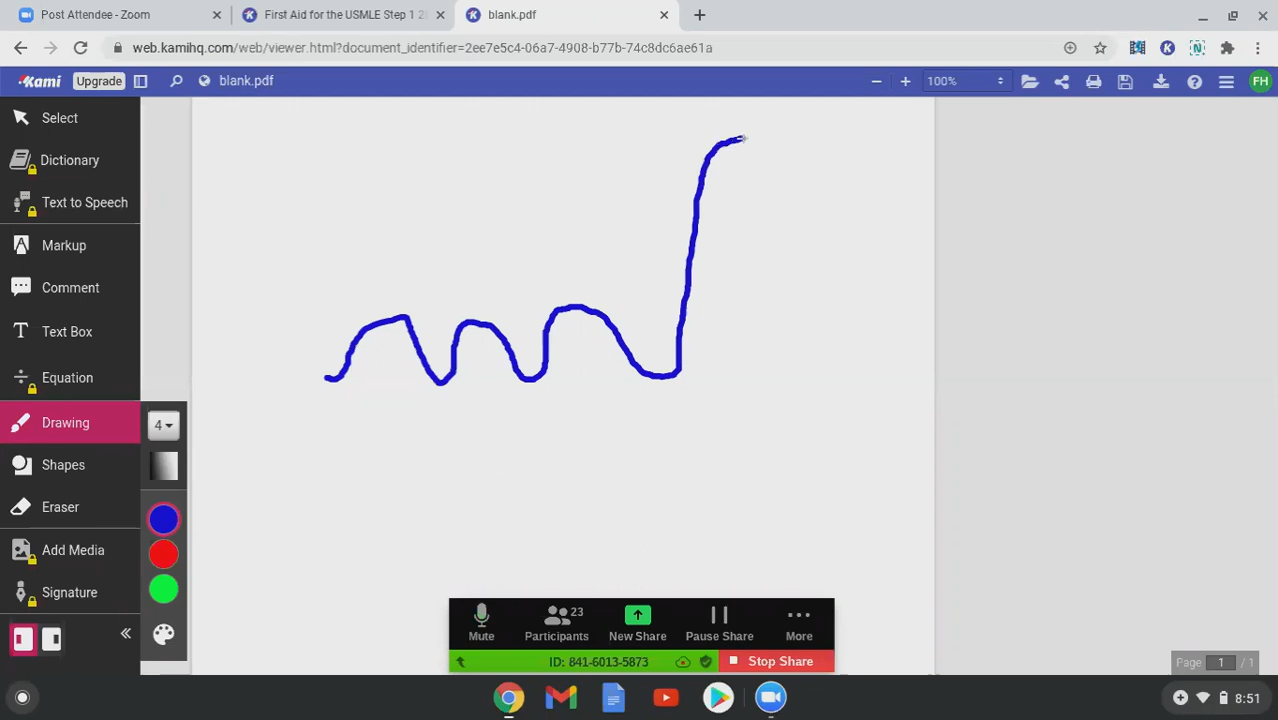 Post Attendee - Zoom
First Aid for the USMLE Step 1 2
blank.pdf
web.kamihq.com/web/viewer.html?document_identifier=2ee7e5c4-06a7-4908-b77b-74c8dc6ae61a
Kami
Upgrade
blank.pdf
100%
FH
Select
Dictionary
Text to Speech
Markup
Comment
Text Box
Equation
Drawing
4
Shapes
Eraser
Add Media
Signature
Mute
Participants
23
New Share
Pause Share
More
ID: 841-6013-5873
Stop Share
Page 1 / 1
8:51